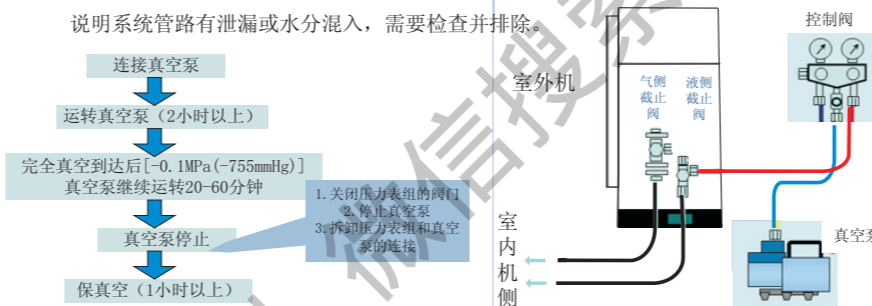 说明系统管路有泄漏或水分混入，需要检查并排除。
连接真空泵
运转真空泵（2小时以上）
完全真空到达后[-0.1MPa(-755mmHg)]
真空泵继续运转20-60分钟
真空泵停止
保真空（1小时以上）
1.关闭压力表组的阀门
2.停止真空泵
3.拆卸压力表组和真空
泵的连接
室外机
气侧
截止
阀
液侧
截止
阀
控制阀
真空泵
室
内
机
侧
微信搜索